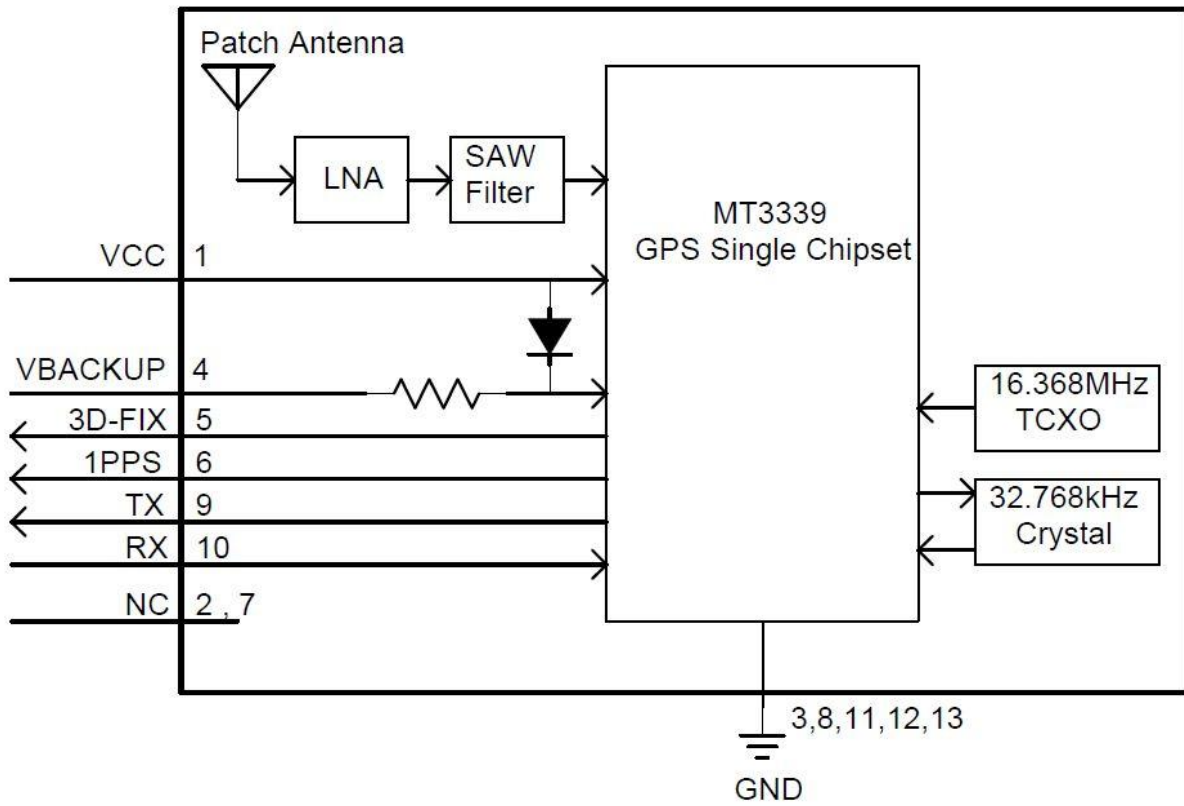 Patch Antenna
LNA
SAW
Filter
MT3339
GPS Single Chipset
VCC 1
VBACKUP 4
3D-FIX 5
1PPS 6
TX 9
RX 10
NC 2 , 7
16.368MHz
TCXO
32.768kHz
Crystal
3,8,11,12,13
GND